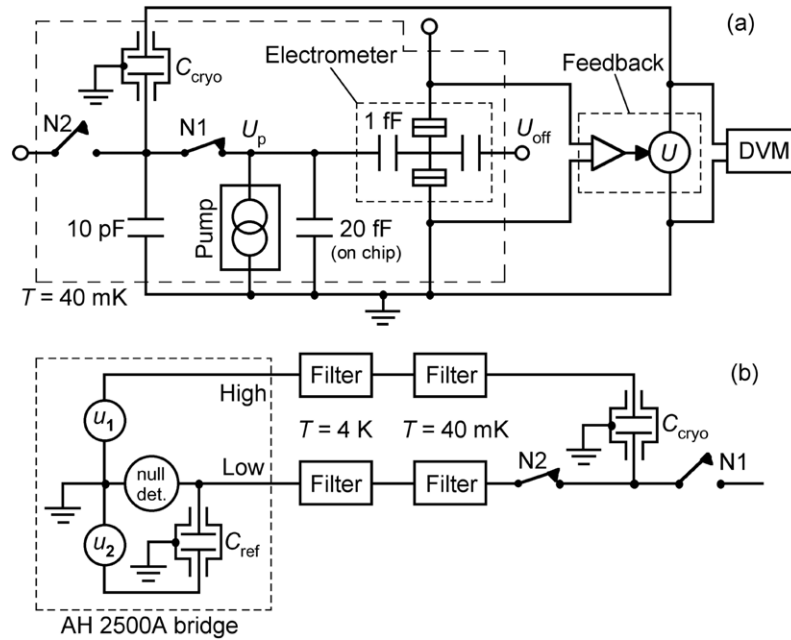 (a)
Electrometer
Feedback
C_cryo
N2
N1
U_p
1 fF
U_off
U
DVM
10 pF
Pump
20 fF
(on chip)
T = 40 mK
(b)
High
Filter
Filter
u_1
T = 4 K
T = 40 mK
C_cryo
null
det.
Low
Filter
Filter
N2
N1
u_2
C_ref
AH 2500A bridge